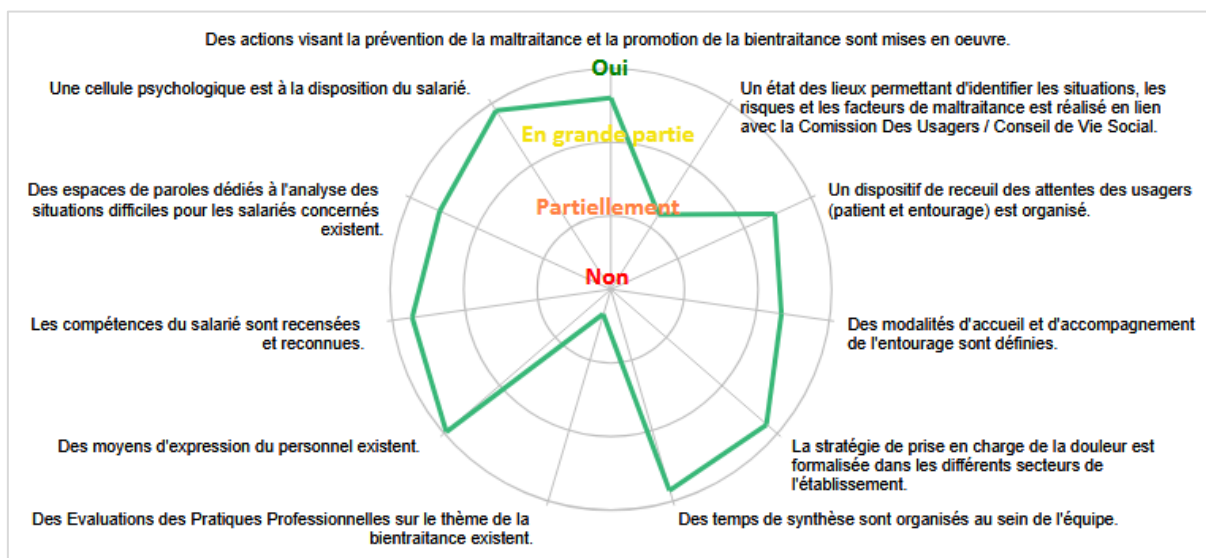 Des actions visant la prévention de la maltraitance et la promotion de la bientraitance sont mises en oeuvre.
Oui
Une cellule psychologique est à la disposition du salarié.
Un état des lieux permettant d'identifier les situations, les
risques et les facteurs de maltraitance est réalisé en lien
avec la Comission Des Usagers / Conseil de Vie Social.
En grande partie
Des espaces de paroles dédiés à l'analyse des
situations difficiles pour les salariés concernés
existent.
Partiellement
Un dispositif de receuil des attentes des usagers
(patient et entourage) est organisé.
Non
Les compétences du salarié sont recensées
et reconnues.
Des modalités d'accueil et d'accompagnement
de l'entourage sont définies.
Des moyens d'expression du personnel existent.
La stratégie de prise en charge de la douleur est
formalisée dans les différents secteurs de
l'établissement.
Des Evaluations des Pratiques Professionnelles sur le thème de la
bientraitance existent.
Des temps de synthèse sont organisés au sein de l'équipe.